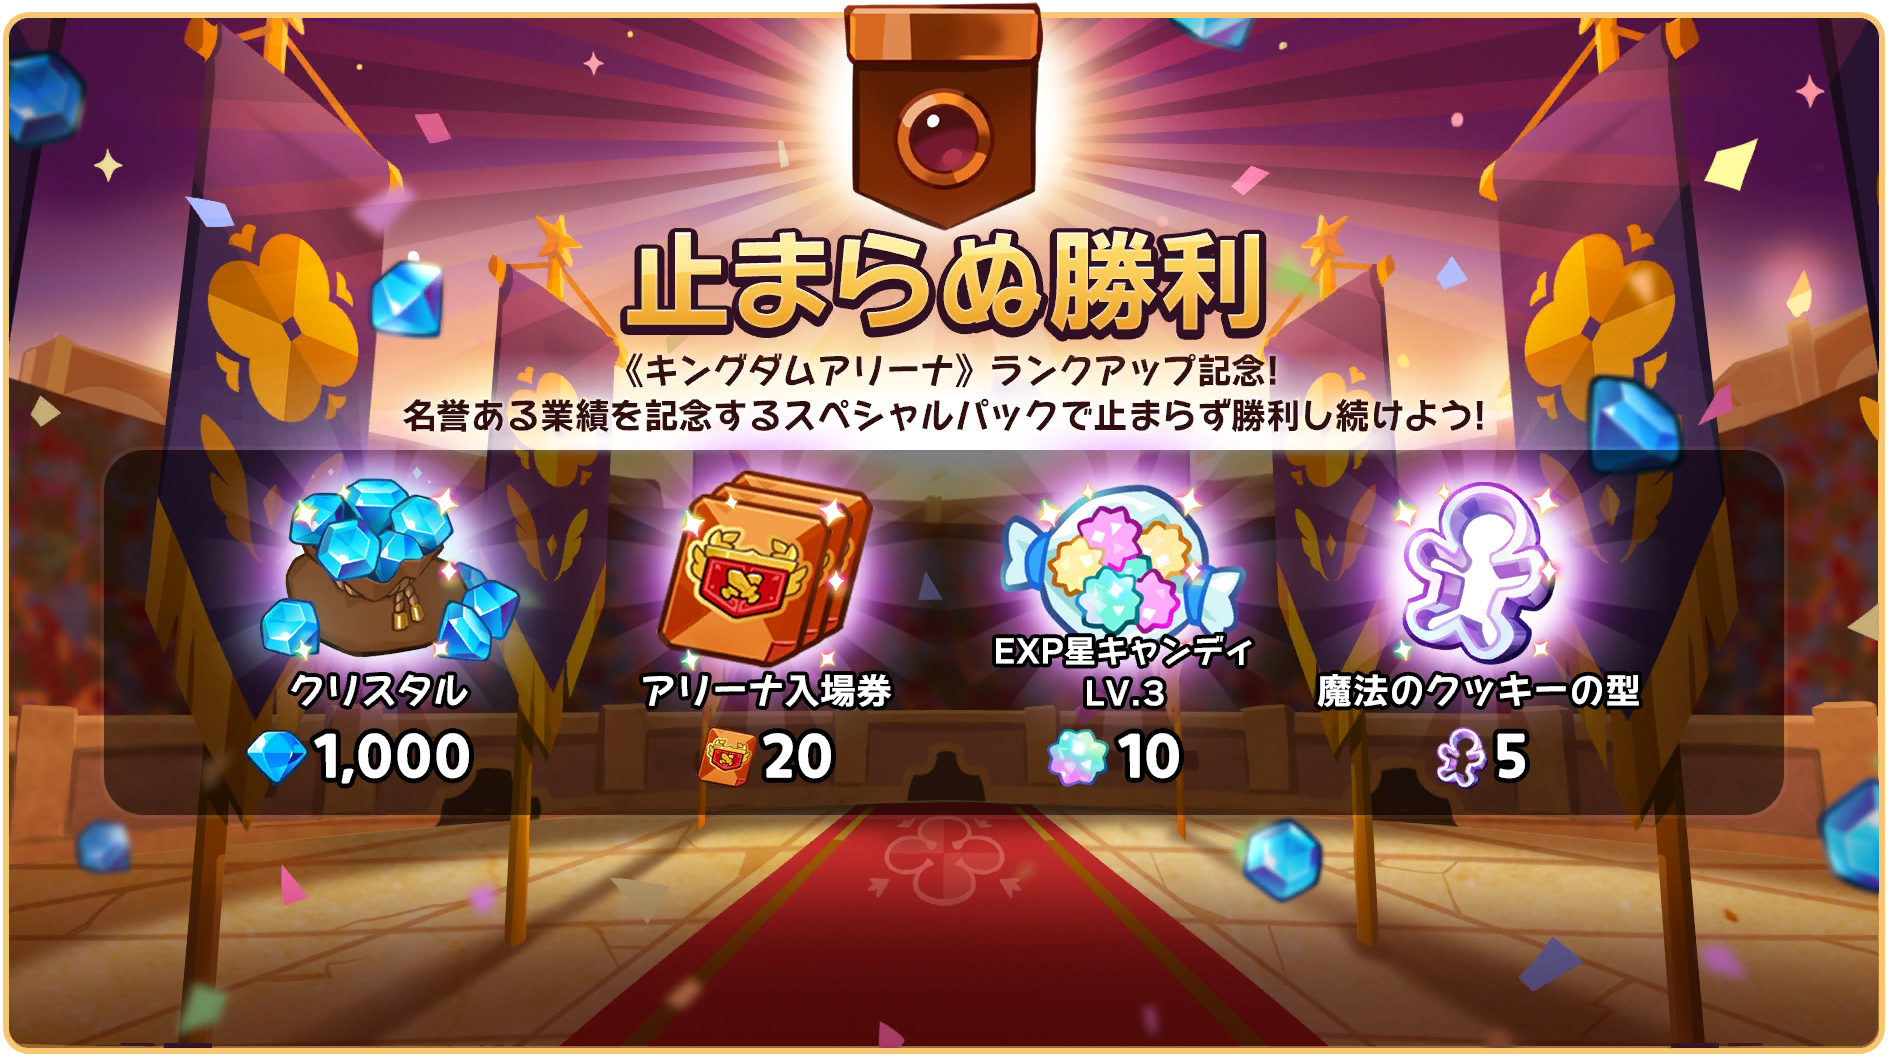 止まらぬ勝利
《キングダムアリーナ》ランクアップ記念!
名誉ある業績を記念するスペシャルパックで止まらず勝利し続けよう!
クリスタル
1,000
アリーナ入場券
20
EXP星キャンディ
LV.3
10
魔法のクッキーの型
5